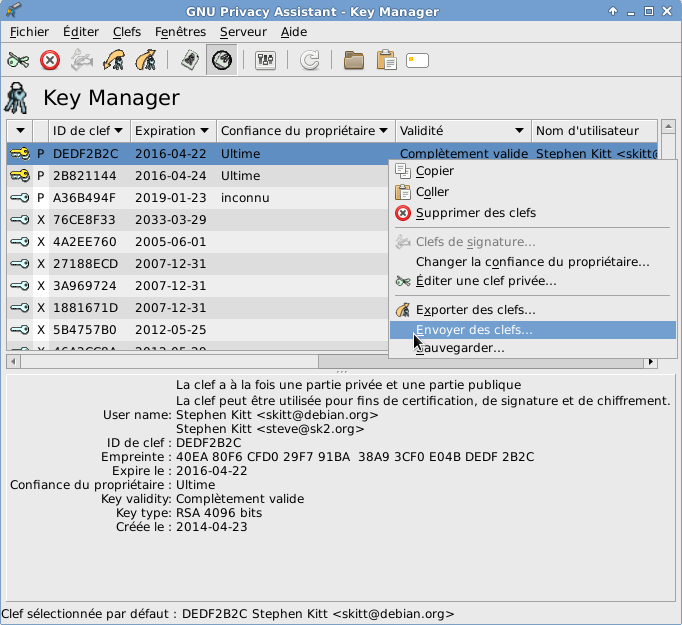 GNU Privacy Assistant - Key Manager
Fichier Éditer Clefs Fenêtres Serveur Aide
Key Manager
ID de clef Expiration Confiance du propriétaire Validité Nom d'utilisateur
P DEDF2B2C 2016-04-22 Ultime Complètement valide Stephen Kitt <skitt@
P 2B821144 2016-04-24 Ultime
P A36B494F 2019-01-23 inconnu
X 76CE8F33 2033-03-29
X 4A2EE760 2005-06-01
X 27188ECD 2007-12-31
X 3A969724 2007-12-31
X 1881671D 2007-12-31
X 5B4757B0 2012-05-25
Copier
Coller
Supprimer des clefs
Clefs de signature...
Changer la confiance du propriétaire...
Éditer une clef privée...
Exporter des clefs...
Envoyer des clefs...
Sauvegarder...
La clef a à la fois une partie privée et une partie publique
La clef peut être utilisée pour fins de certification, de signature et de chiffrement.
User name: Stephen Kitt <skitt@debian.org>
Stephen Kitt <steve@sk2.org>
ID de clef : DEDF2B2C
Empreinte : 40EA 80F6 CFD0 29F7 91BA  38A9 3CF0 E04B DEDF 2B2C
Expire le : 2016-04-22
Confiance du propriétaire : Ultime
Key validity: Complètement valide
Key type: RSA 4096 bits
Créée le : 2014-04-23
Clef sélectionnée par défaut : DEDF2B2C Stephen Kitt <skitt@debian.org>